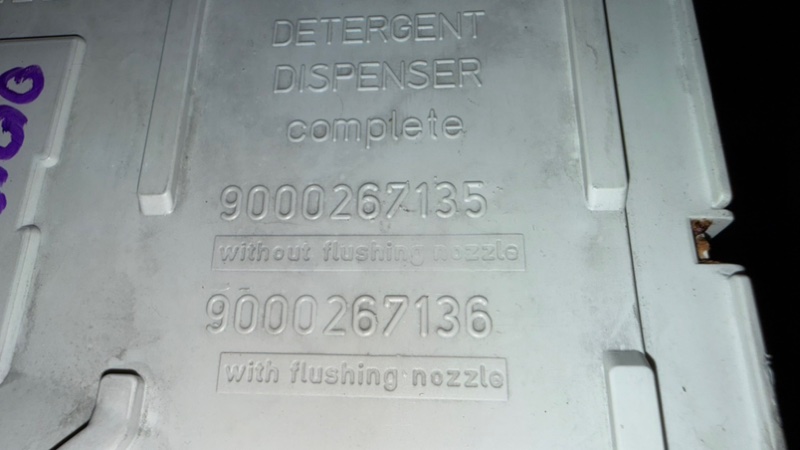 DETERGENT
DISPENSER
complete
9000267135
without flushing nozzle
9000267136
with flushing nozzle